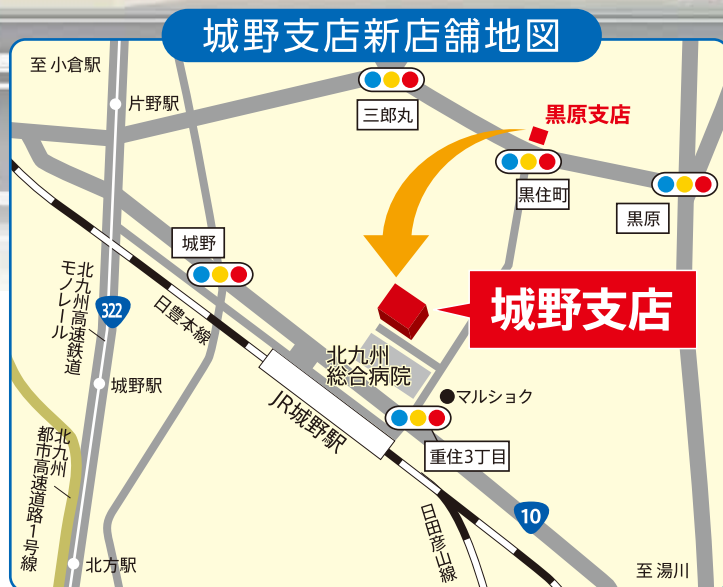 城野支店新店舗地図
至 小倉駅
片野駅
三郎丸
黒原支店
黒住町
黒原
城野
北九州高速鉄道
モノレール
322
日豊本線
城野支店
北九州
総合病院
城野駅
マルショク
JR城野駅
重住3丁目
北九州
都市高速道路1号線
日田彦山線
10
北方駅
至 湯川